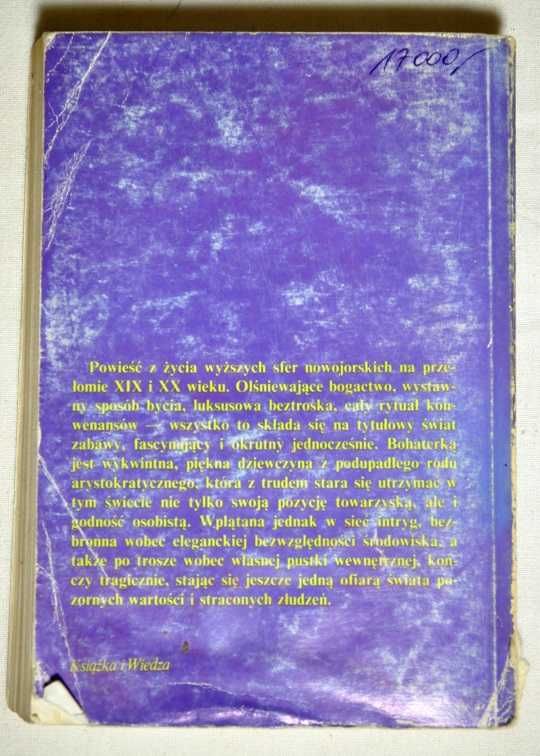 17000,-
Powieść z życia wyższych sfer nowojorskich na prze-
łomie XIX i XX wieku. Olśniewające bogactwo, wystaw-
ny sposób bycia, luksusowa beztroska, cały rytuał kon-
wenansów — wszystko to składa się na tytułowy świat
zabawy, fascynujący i okrutny jednocześnie. Bohaterką
jest wykwintna, piękna dziewczyna z podupadłego rodu
arystokratycznego, która z trudem stara się utrzymać w
tym świecie nie tylko swoją pozycję towarzyską, ale i
godność osobistą. Wplątana jednak w sieć intryg, bez-
bronna wobec eleganckiej bezwzględności środowiska, a
także po trosze wobec własnej pustki wewnętrznej, koń-
czy tragicznie, stając się jeszcze jedną ofiarą świata po-
zornych wartości i straconych złudzeń.
Książka i Wiedza